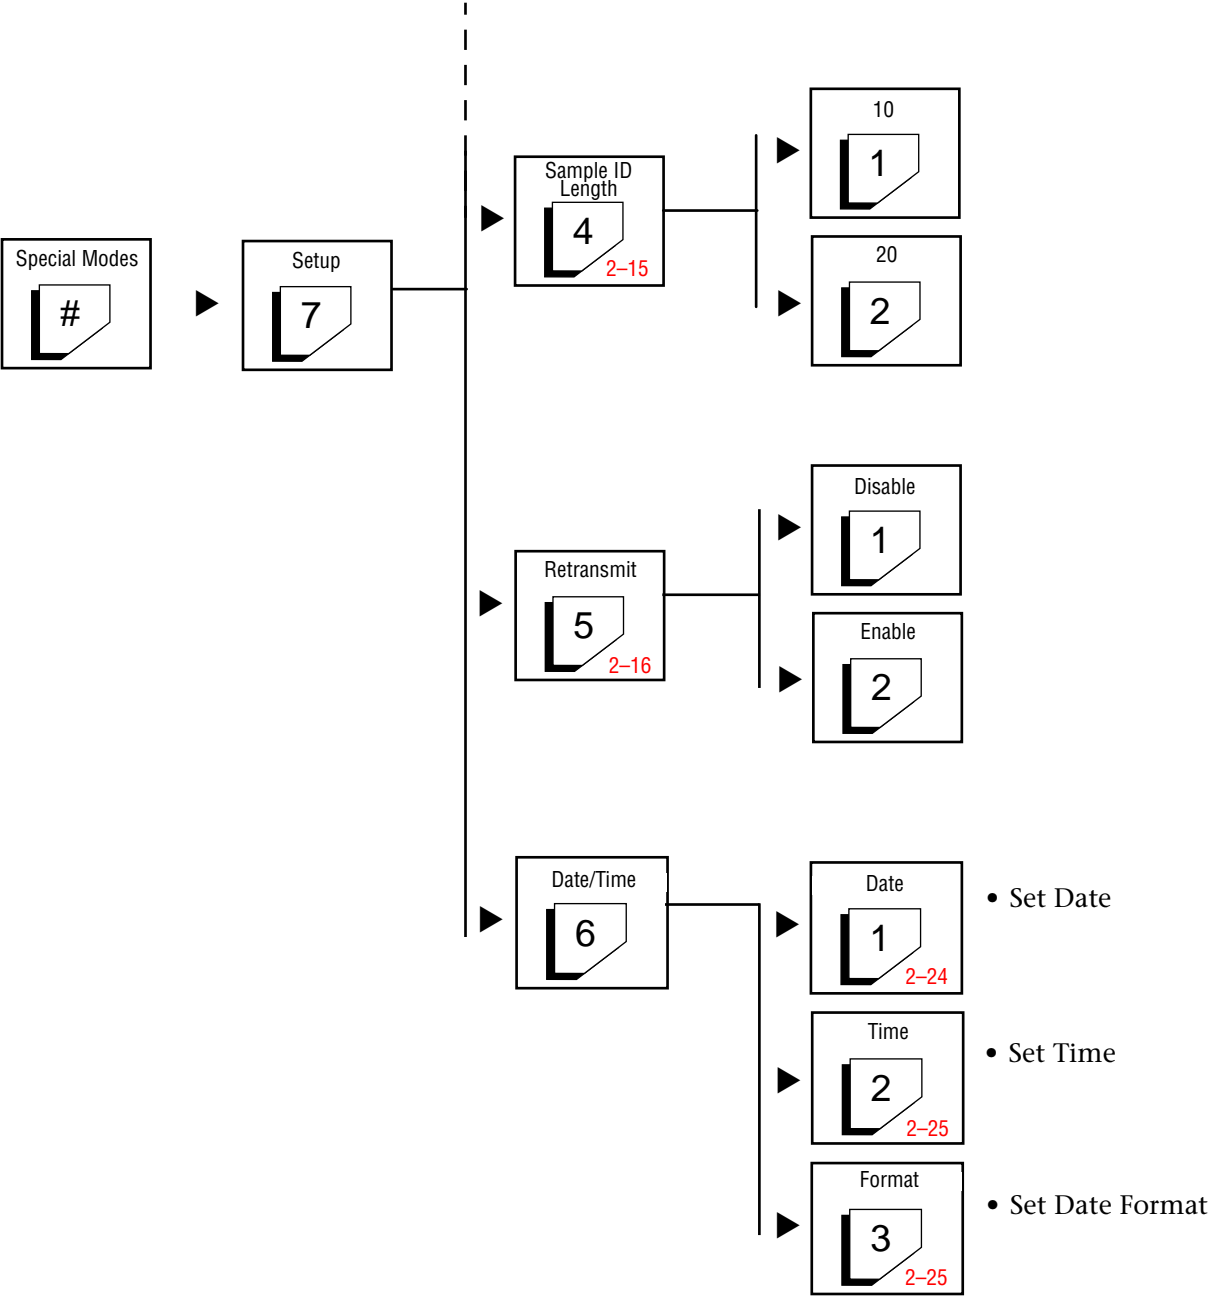 Special Modes
#
Setup
7
Sample ID
Length
4
2–15
10
1
20
2
Retransmit
5
2–16
Disable
1
Enable
2
Date/Time
6
Date
1
2–24
• Set Date
Time
2
2–25
• Set Time
Format
3
2–25
• Set Date Format